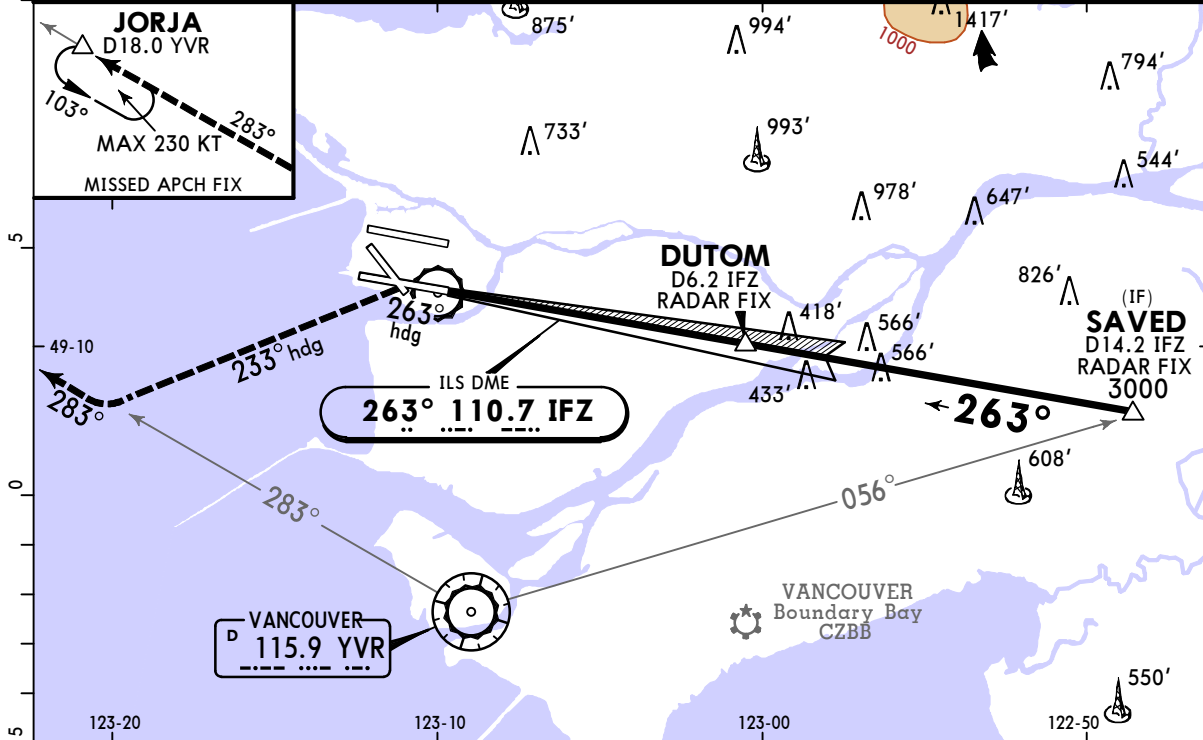 JORJA
D18.0 YVR
103°
283°
MAX 230 KT
MISSED APCH FIX
875'
994'
1417'
1000
794'
733'
993'
544'
978'
647'
5
DUTOM
D6.2 IFZ
RADAR FIX
826'
(IF)
SAVED
D14.2 IFZ
RADAR FIX
3000
418'
566'
566'
433'
263°
hdg
49-10
233° hdg
283°
ILS DME
263° 110.7 IFZ
263°
608'
0
283°
056°
VANCOUVER
D 115.9 YVR
VANCOUVER
Boundary Bay
CZBB
550'
5
123-20
123-10
123-00
122-50